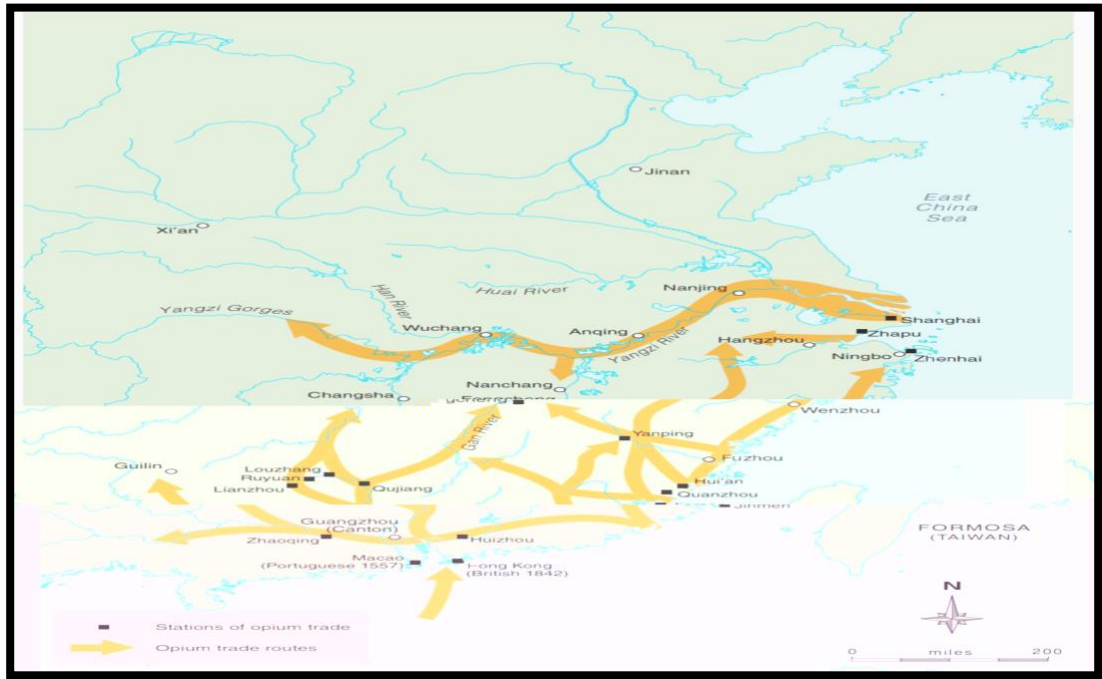 Jinan
East
China
Sea
Xi'an
Han River
Huai River
Yangzi Gorges
Nanjing
Wuchang
Anqing
Yangzi River
Shanghai
Zhapu
Hangzhou
Ningbo
Zhenhai
Nanchang
Changsha
Wenzhou
Gan River
Yanping
Fuzhou
Guilin
Louzhang
Ruyuan
Lianzhou
Qujiang
Hui'an
Quanzhou
Jinmen
Guangzhou
(Canton)
Zhaoqing
Huizhou
FORMOSA
(TAIWAN)
Macao
(Portuguese 1557)
Hong Kong
(British 1842)
N
Stations of opium trade
Opium trade routes
0 miles 200